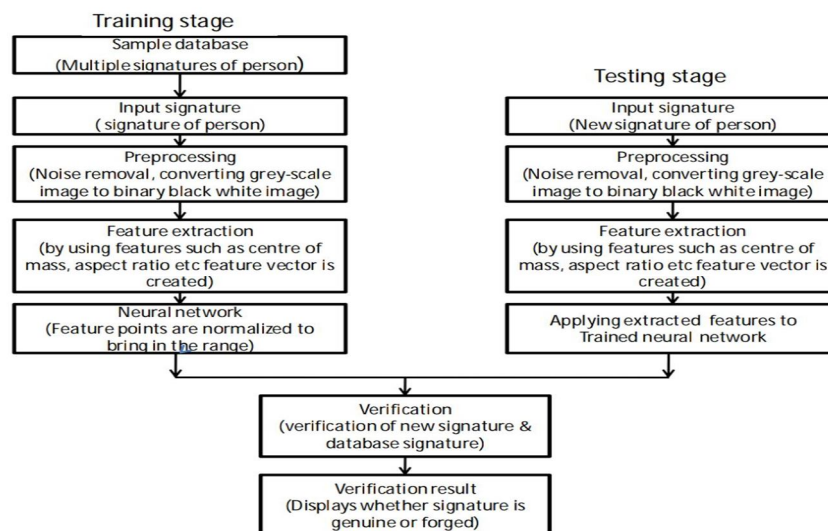 Training stage
Sample database
(Multiple signatures of person)
Input signature
( signature of person)
Preprocessing
(Noise removal, converting grey-scale
image to binary black white image)
Feature extraction
(by using features such as centre of
mass, aspect ratio etc feature vector is
created)
Neural network
(Feature points are normalized to
bring in the range)
Testing stage
Input signature
(New signature of person)
Preprocessing
(Noise removal, converting grey-scale
image to binary black white image)
Feature extraction
(by using features such as centre of
mass, aspect ratio etc feature vector is
created)
Applying extracted features to
Trained neural network
Verification
(verification of new signature &
database signature)
Verification result
(Displays whether signature is
genuine or forged)